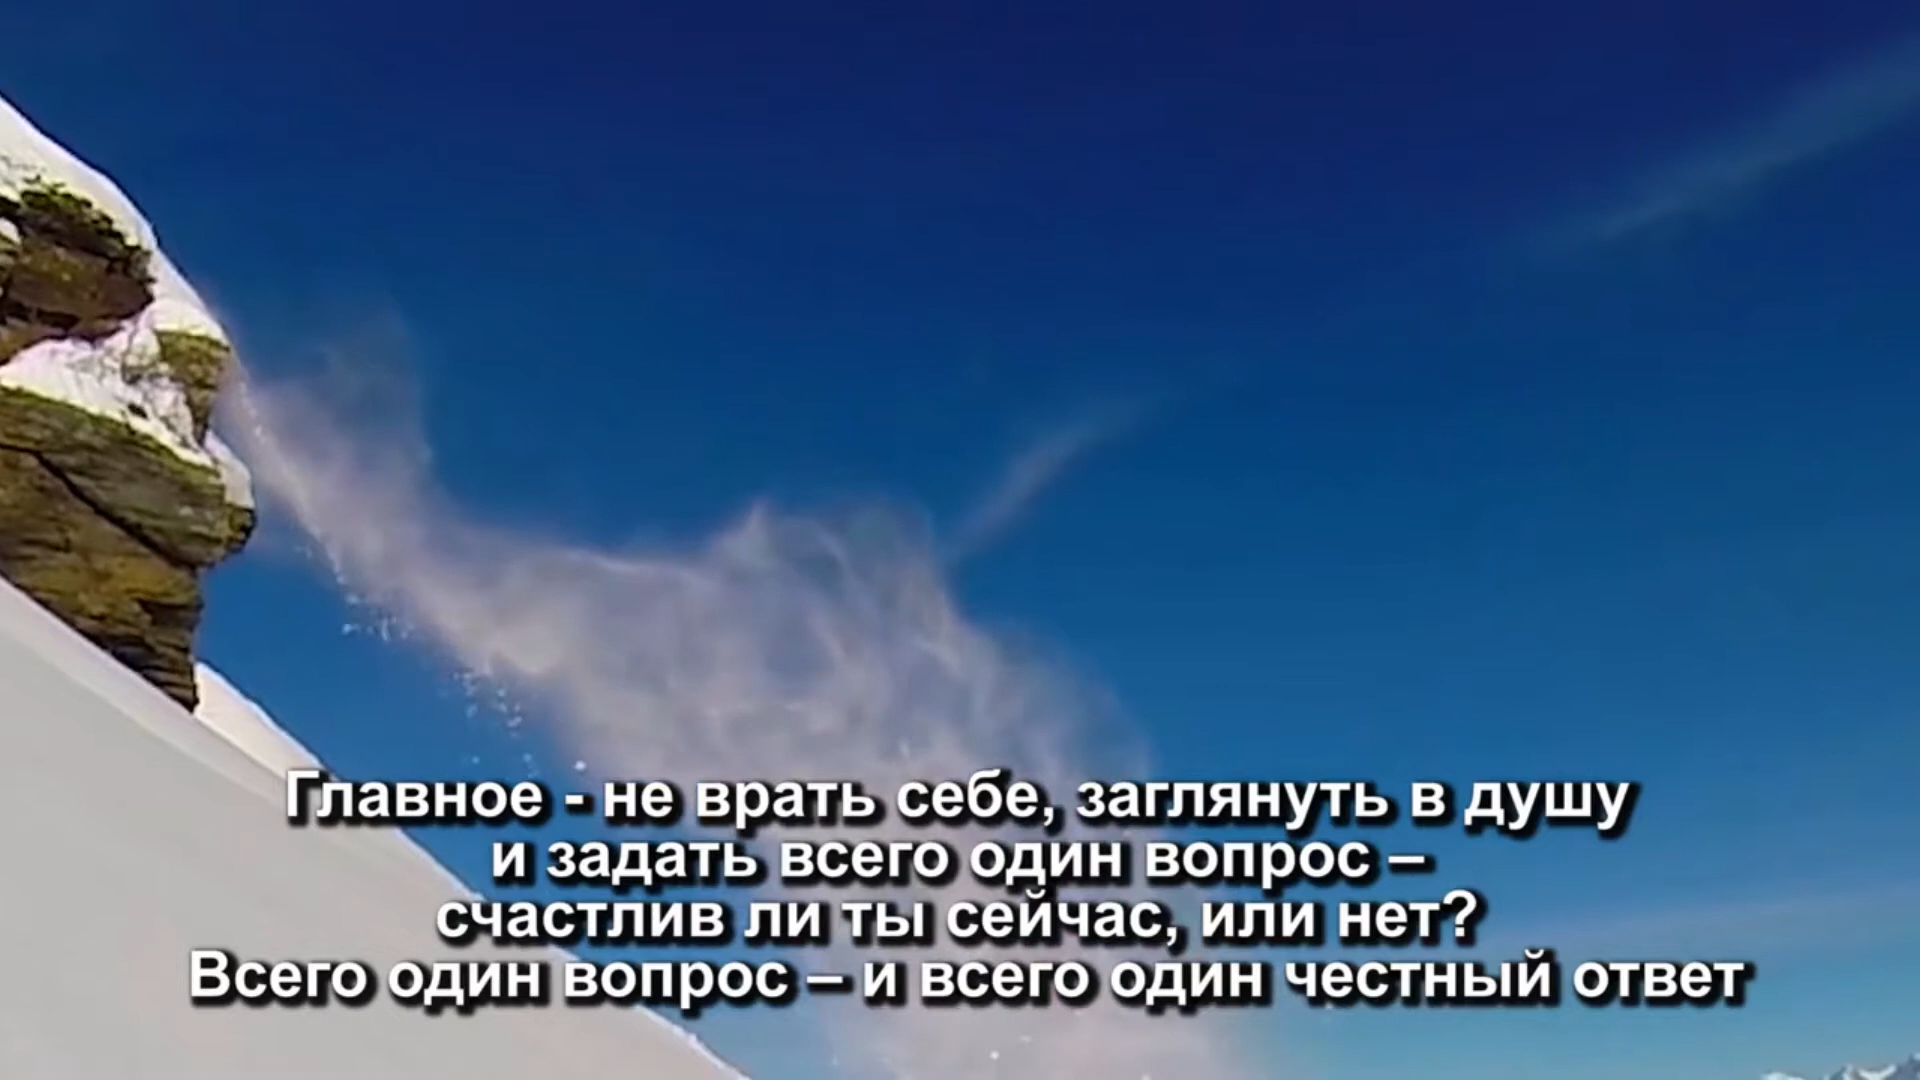 Главное - не врать себе, заглянуть в душу
и задать всего один вопрос –
счастлив ли ты сейчас, или нет?
Всего один вопрос – и всего один честный ответ